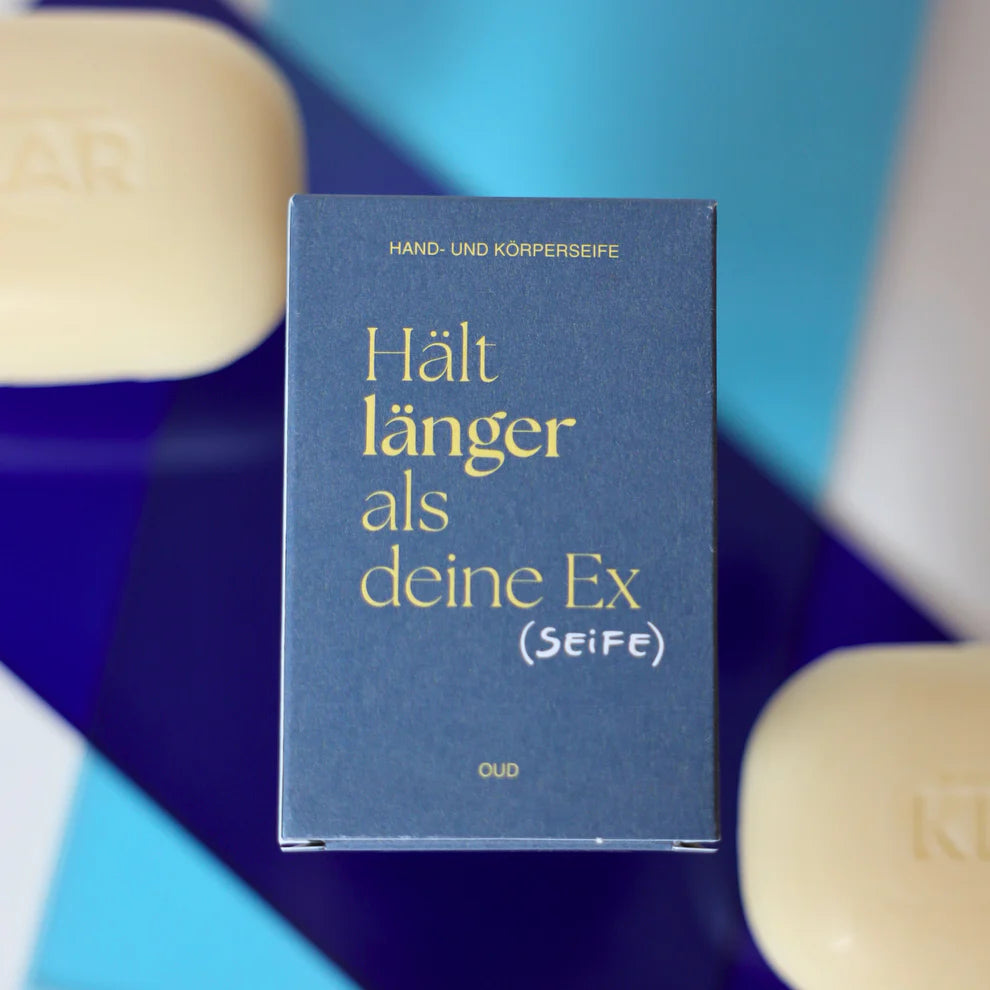 HAND- UND KÖRPERSEIFE
Hält
länger
als
deine Ex
(SEiFE)
OUD